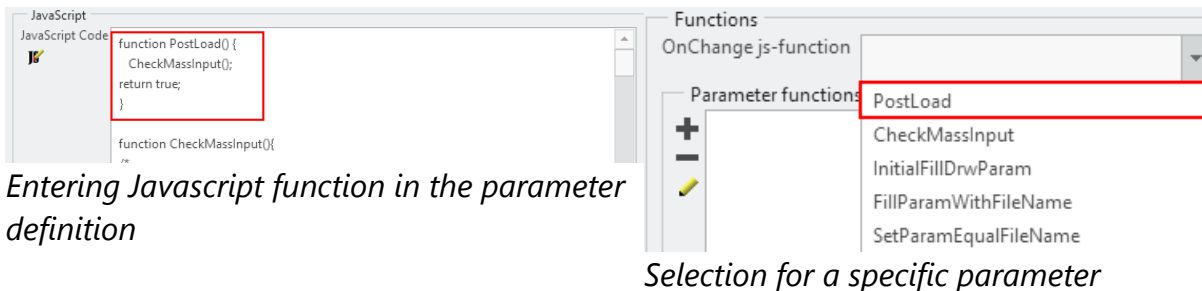 JavaScript
JavaScript Code
function PostLoad() {
CheckMassInput();
return true;
}
function CheckMassInput(){
/*
Entering Javascript function in the parameter
definition
Functions
OnChange js-function
Parameter functions
PostLoad
CheckMassInput
InitialFillDrwParam
FillParamWithFileName
SetParamEqualFileName
Selection for a specific parameter